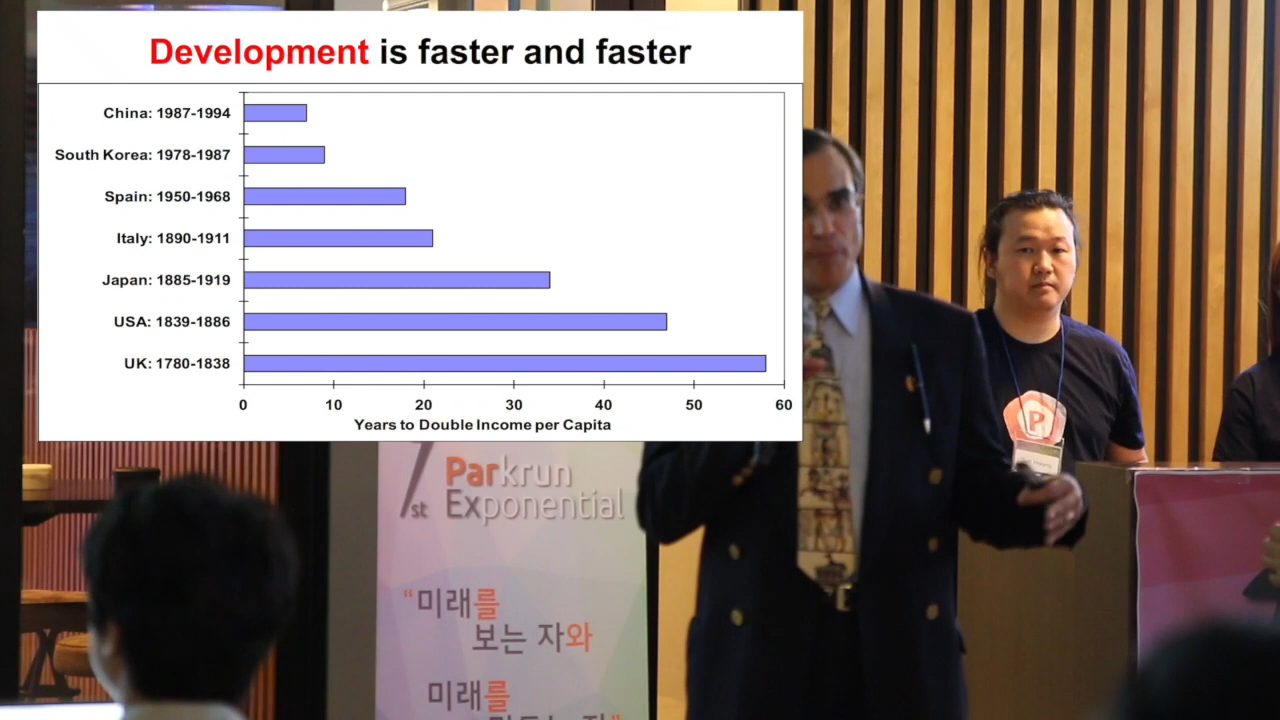 Development is faster and faster
China: 1987-1994
South Korea: 1978-1987
Spain: 1950-1968
Italy: 1890-1911
Japan: 1885-1919
USA: 1839-1886
UK: 1780-1838
0 10 20 30 40 50 60
Years to Double Income per Capita
1st Parkrun
Exponential
“미래를
보는 자와
미래를
P